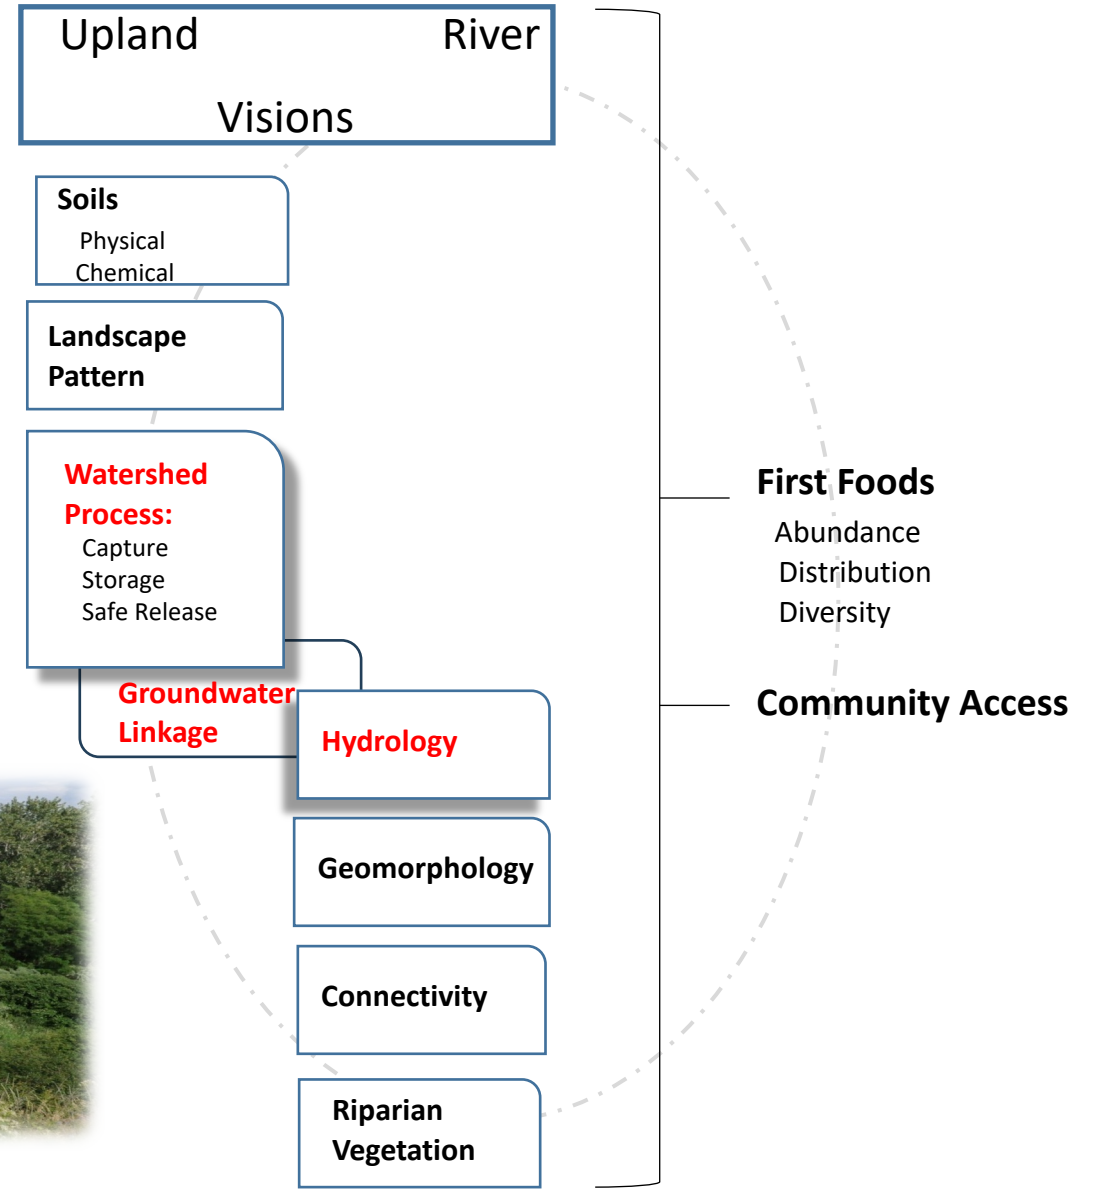 Upland River
Visions
Soils
Physical
Chemical
Landscape
Pattern
Watershed
Process:
Capture
Storage
Safe Release
Groundwater
Linkage
Hydrology
Geomorphology
Connectivity
Riparian
Vegetation
First Foods
Abundance
Distribution
Diversity
Community Access